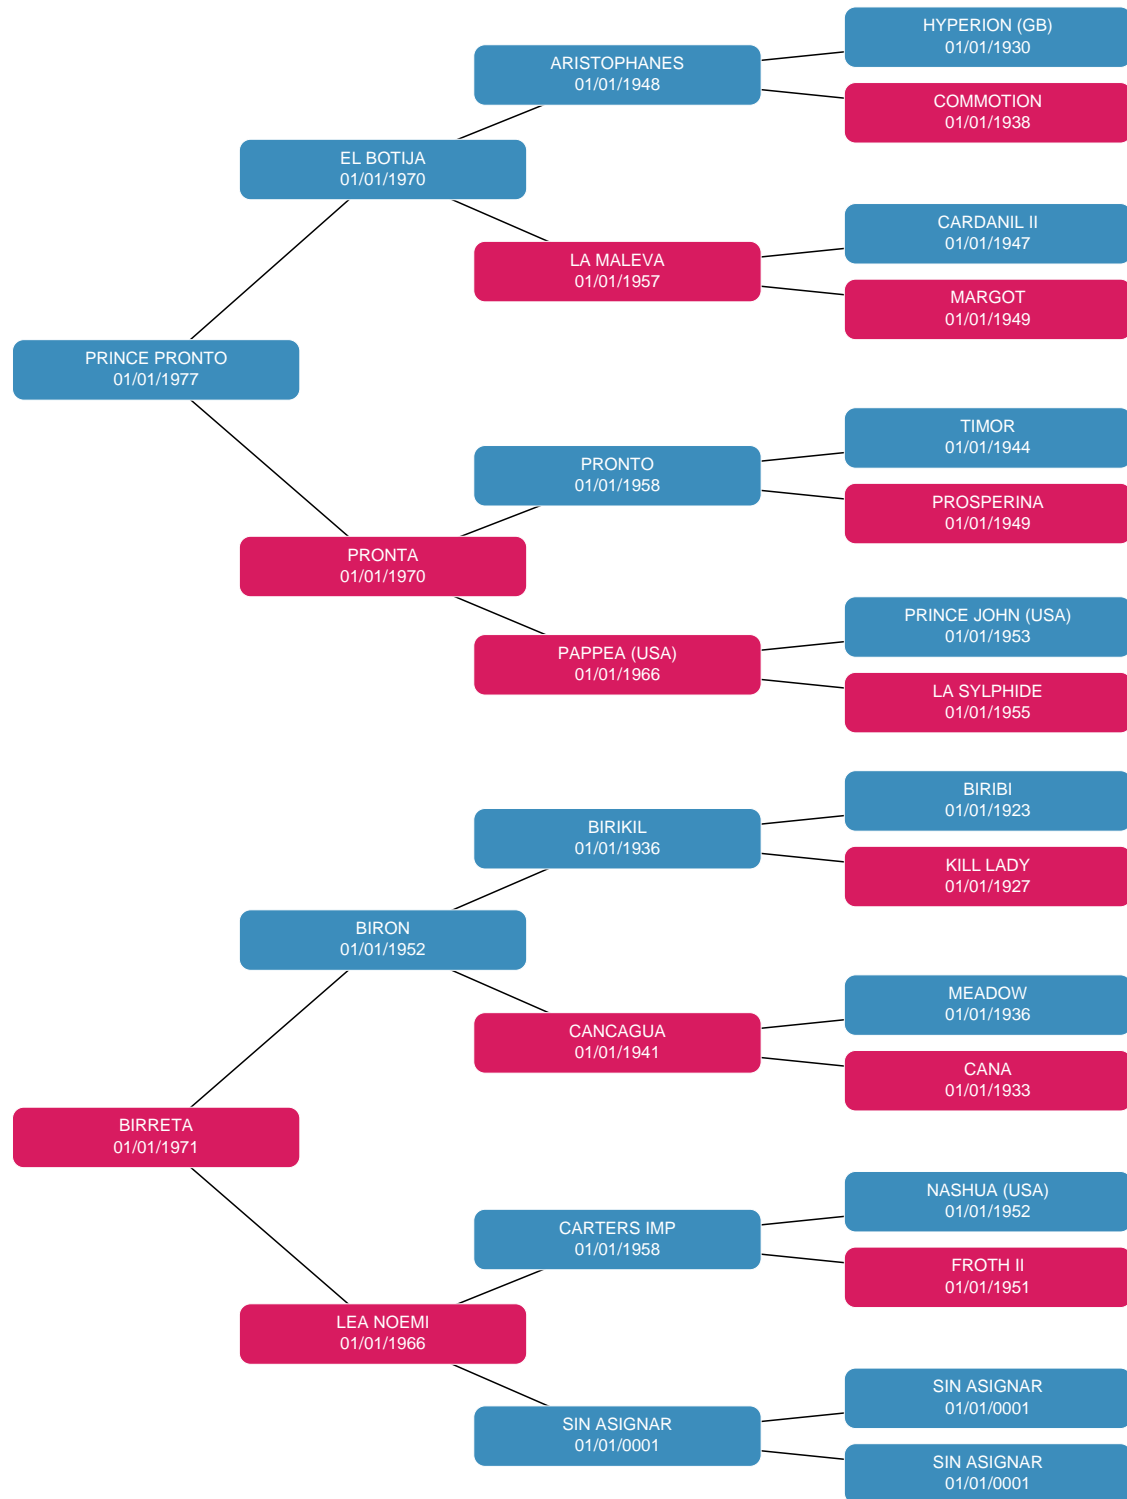 HYPERION (GB)
01/01/1930
ARISTOPHANES
01/01/1948
COMMOTION
01/01/1938
EL BOTIJA
01/01/1970
CARDANIL II
01/01/1947
LA MALEVA
01/01/1957
MARGOT
01/01/1949
PRINCE PRONTO
01/01/1977
TIMOR
01/01/1944
PRONTO
01/01/1958
PROSPERINA
01/01/1949
PRONTA
01/01/1970
PRINCE JOHN (USA)
01/01/1953
PAPPEA (USA)
01/01/1966
LA SYLPHIDE
01/01/1955
BIRIBI
01/01/1923
BIRIKIL
01/01/1936
KILL LADY
01/01/1927
BIRON
01/01/1952
MEADOW
01/01/1936
CANCAGUA
01/01/1941
CANA
01/01/1933
BIRRETA
01/01/1971
NASHUA (USA)
01/01/1952
CARTERS IMP
01/01/1958
FROTH II
01/01/1951
LEA NOEMI
01/01/1966
SIN ASIGNAR
01/01/0001
SIN ASIGNAR
01/01/0001
SIN ASIGNAR
01/01/0001